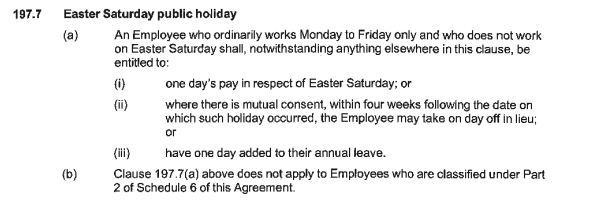 197.7 Easter Saturday public holiday
(a) An Employee who ordinarily works Monday to Friday only and who does not work
on Easter Saturday shall, notwithstanding anything elsewhere in this clause, be
entitled to:
(i) one day's pay in respect of Easter Saturday; or
(ii) where there is mutual consent, within four weeks following the date on
which such holiday occurred, the Employee may take on day off in lieu;
or
(iii) have one day added to their annual leave.
(b) Clause 197.7(a) above does not apply to Employees who are classified under Part
2 of Schedule 6 of this Agreement.